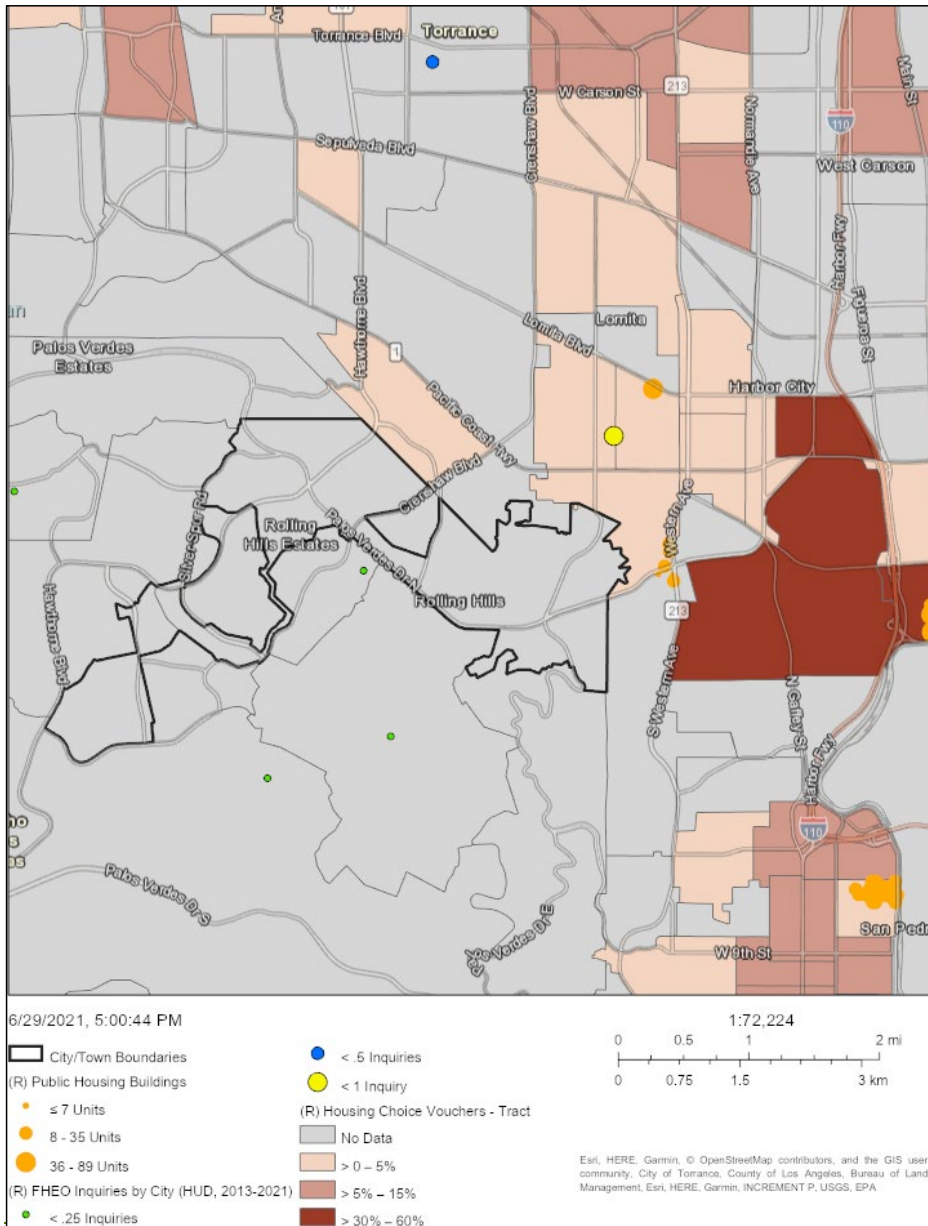 107
Torrance Blvd
Torrance
W Carson St
213
Main St
110
Sepulveda Blvd
Crenshaw Blvd
Normandie Ave
West Carson
Harbor Fwy
Figueroa St
Hawthorne Blvd
Lomita Blvd
Lomita
Palos Verdes
Estates
1
Harbor City
Pacific Coast Hwy
Crenshaw Blvd
Western Ave
Silver Spur Rd
Rolling
Hills Estates
Palos Verdes Dr N
Rolling Hills
213
Hawthorne Blvd
S Western Ave
N Gaffey St
Harbor Fwy
110
Palos Verdes Dr S
Palos Verdes Dr E
W 9th St
San Pedr
6/29/2021, 5:00:44 PM
1:72,224
City/Town Boundaries
(R) Public Housing Buildings
≤ 7 Units
8 - 35 Units
36 - 89 Units
(R) FHEO Inquiries by City (HUD, 2013-2021)
< .25 Inquiries
< .5 Inquiries
< 1 Inquiry
(R) Housing Choice Vouchers - Tract
No Data
> 0 – 5%
> 5% – 15%
> 30% – 60%
0 0.5 1 2 mi
0 0.75 1.5 3 km
Esri, HERE, Garmin, © OpenStreetMap contributors, and the GIS user
community, City of Torrance, County of Los Angeles, Bureau of Land
Management, Esri, HERE, Garmin, INCREMENT P, USGS, EPA